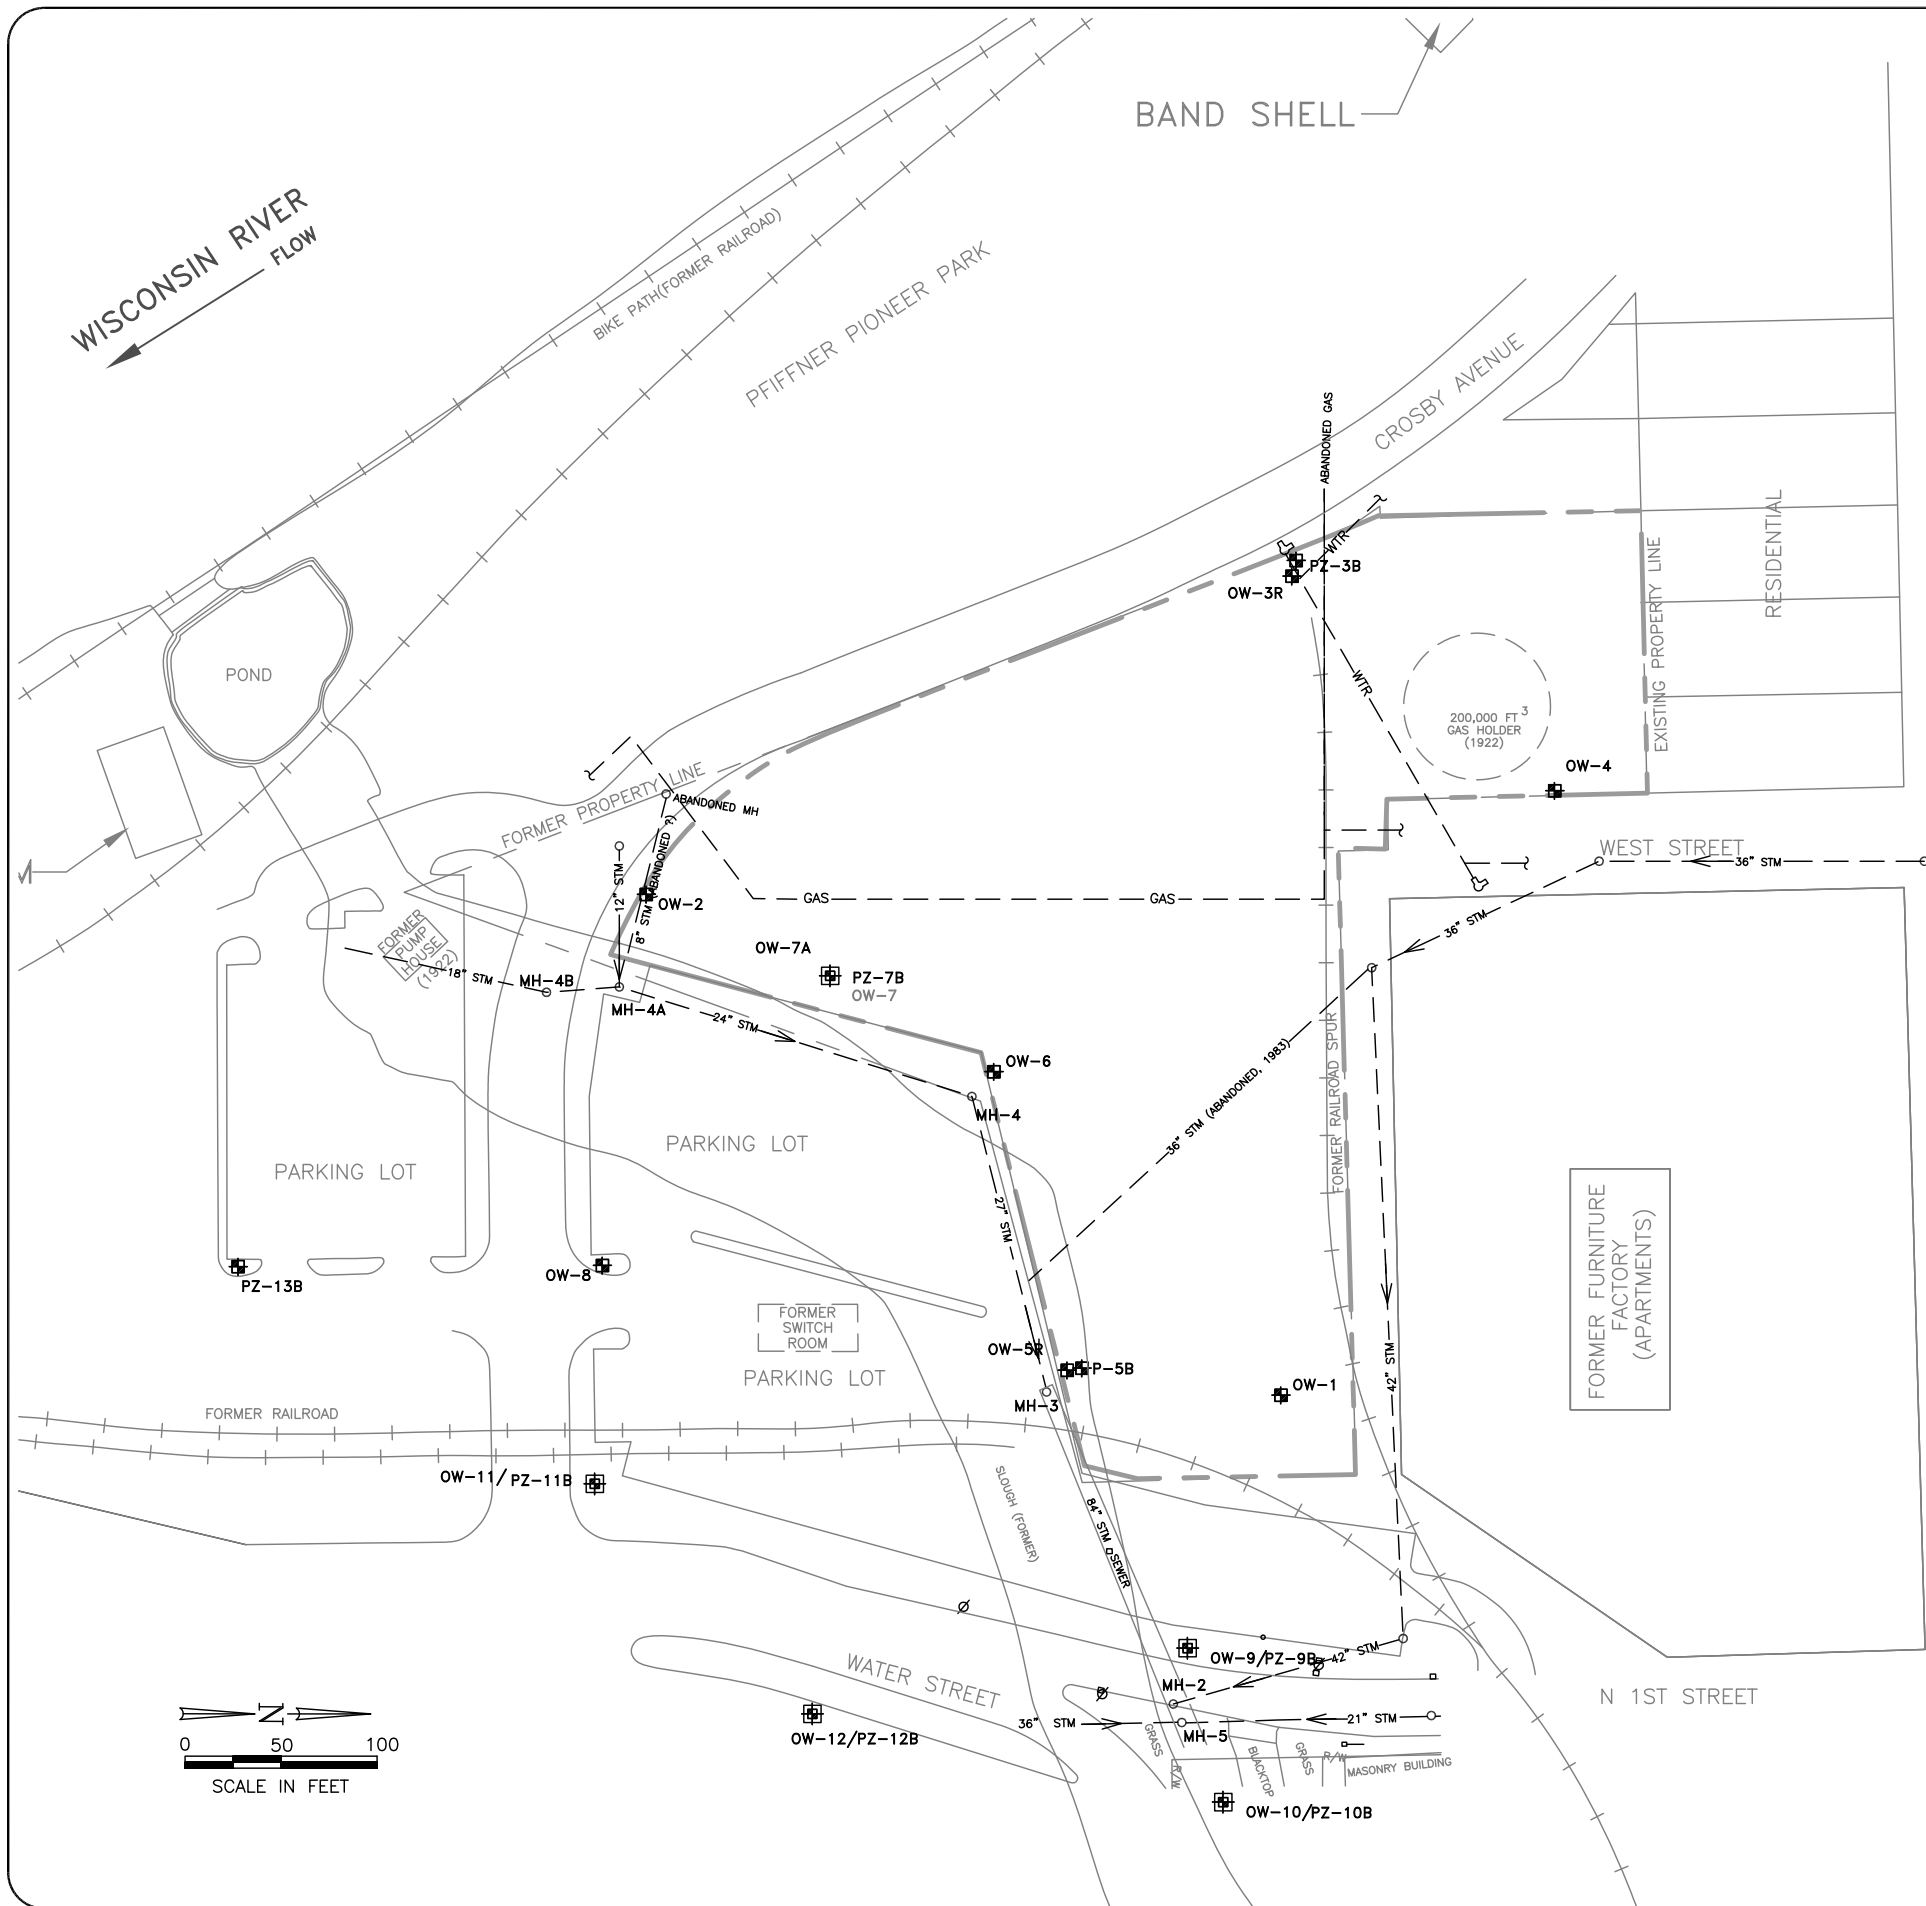 BAND SHELL
WISCONSIN RIVER
FLOW
BIKE PATH(FORMER RAILROAD)
PFIFFNER PIONEER PARK
CROSBY AVENUE
ABANDONED GAS
WTR
PZ-3B
OW-3R
RESIDENTIAL
EXISTING PROPERTY LINE
POND
WTR
200,000 FT3
GAS HOLDER
(1922)
OW-4
FORMER PROPERTY LINE
ABANDONED MH
WEST STREET
36" STM
12" STM
8" STM (ABANDONED ?)
OW-2
GAS
GAS
36" STM
FORMER
PUMP
HOUSE
(1922)
OW-7A
PZ-7B
OW-7
18" STM
MH-4B
MH-4A
24" STM
OW-6
MH-4
36" STM (ABANDONED, 1983)
FORMER RAILROAD SPUR
PARKING LOT
PARKING LOT
27" STM
FORMER FURNITURE
FACTORY
(APARTMENTS)
PZ-13B
OW-8
FORMER
SWITCH
ROOM
OW-5R
P-5B
42" STM
PARKING LOT
OW-1
MH-3
FORMER RAILROAD
OW-11/PZ-11B
SLOUGH (FORMER)
84" STM SEWER
WATER STREET
OW-9/PZ-9B
42" STM
MH-2
N 1ST STREET
N
36" STM
21" STM
MH-5
OW-12/PZ-12B
GRASS
R/W
BLACKTOP
GRASS
R/W
MASONRY BUILDING
0 50 100
SCALE IN FEET
OW-10/PZ-10B